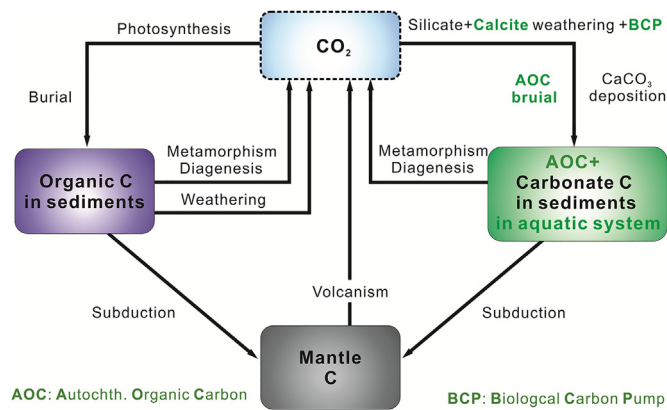 Photosynthesis
CO₂
Silicate+Calcite weathering +BCP
Burial
AOC
bruial
CaCO₃
deposition
Metamorphism
Diagenesis
Weathering
Metamorphism
Diagenesis
Organic C
in sediments
AOC+
Carbonate C
in sediments
in aquatic system
Subduction
Volcanism
Subduction
Mantle
C
AOC: Autochth. Organic Carbon
BCP: Biologcal Carbon Pump